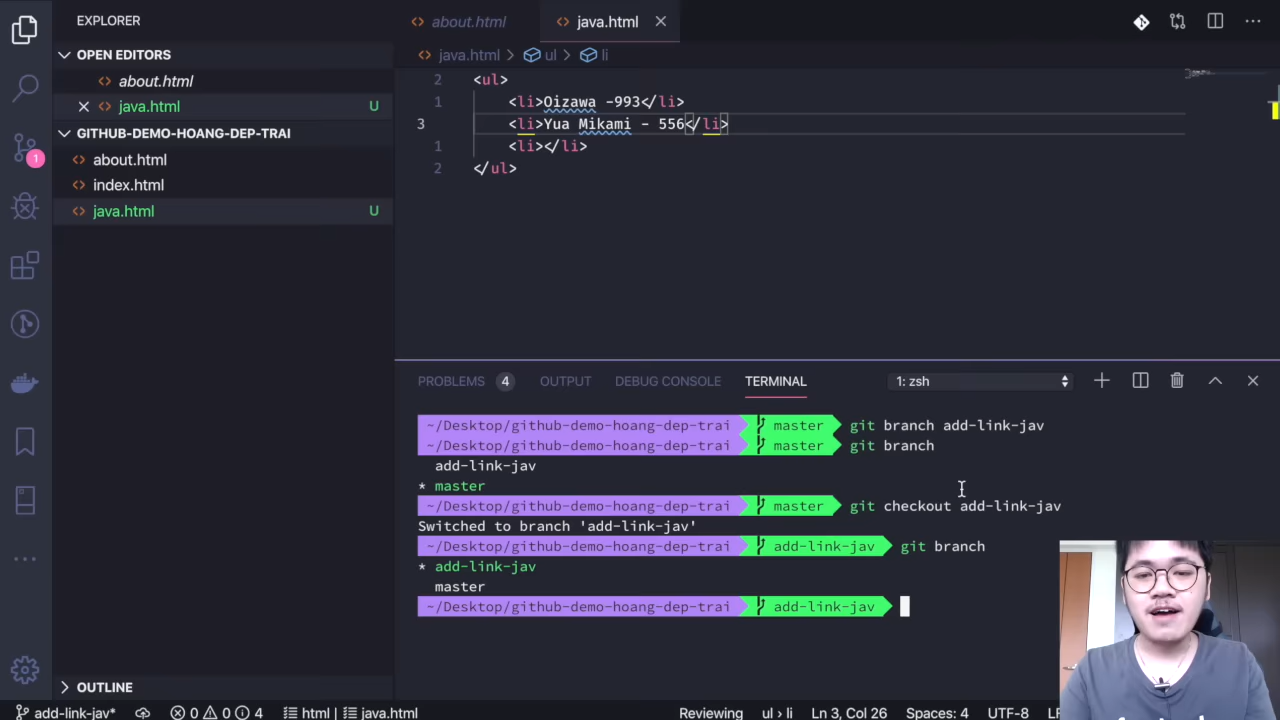 EXPLORER
OPEN EDITORS
about.html
java.html U
GITHUB-DEMO-HOANG-DEP-TRAI
about.html
index.html
java.html U
OUTLINE
1
about.html
java.html
java.html > ul > li
2 <ul>
1 <li>Oizawa -993</li>
3 <li>Yua Mikami - 556</li>
1 <li></li>
2 </ul>
PROBLEMS 4 OUTPUT DEBUG CONSOLE TERMINAL 1: zsh
~/Desktop/github-demo-hoang-dep-trai master git branch add-link-jav
~/Desktop/github-demo-hoang-dep-trai master git branch
add-link-jav
* master
~/Desktop/github-demo-hoang-dep-trai master git checkout add-link-jav
Switched to branch 'add-link-jav'
~/Desktop/github-demo-hoang-dep-trai add-link-jav git branch
* add-link-jav
master
~/Desktop/github-demo-hoang-dep-trai add-link-jav
add-link-jav* 0 0 4 html | java.html Reviewing ul › li Ln 3, Col 26 Spaces: 4 UTF-8